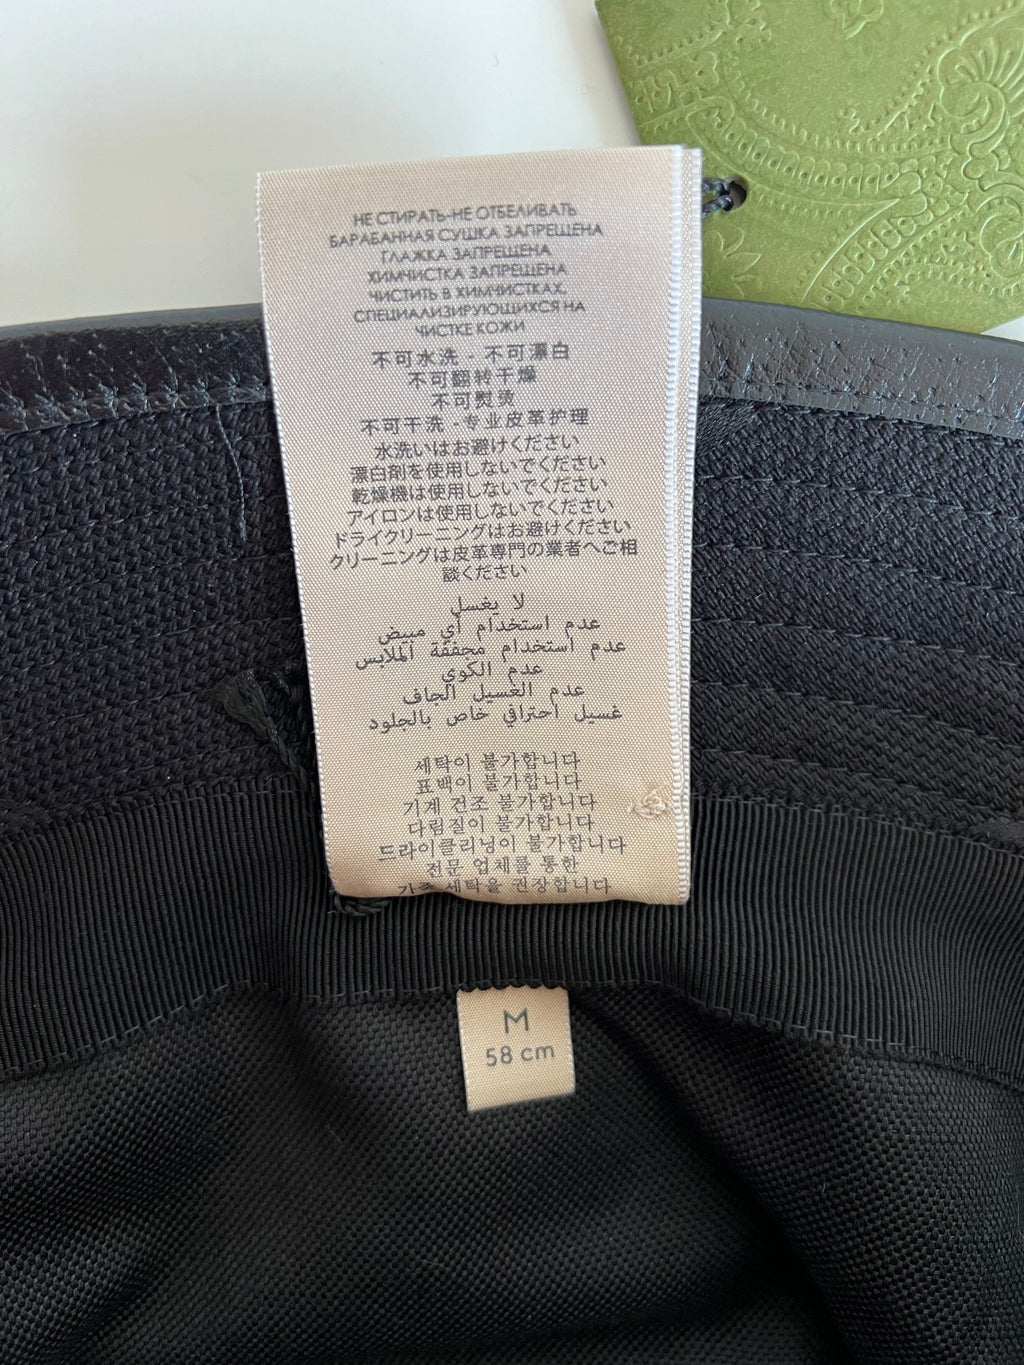 НЕ СТИРАТЬ-НЕ ОТБЕЛИВАТЬ
БАРАБАННАЯ СУШКА ЗАПРЕЩЕНА
ГЛАЖКА ЗАПРЕЩЕНА
ХИМЧИСТКА ЗАПРЕЩЕНА
ЧИСТИТЬ В ХИМЧИСТКАХ,
СПЕЦИАЛИЗИРУЮЩИХСЯ НА
ЧИСТКЕ КОЖИ
不可水洗 - 不可漂白
不可翻转干燥
不可熨烫
不可干洗 -专业皮革护理
水洗いはお避けください
漂白剤を使用しないでください
乾燥機は使用しないでください
アイロンは使用しないでください
ドライクリーニングはお避けください
クリーニングは皮革専門の業者へご相
談ください
لا يغسل
عدم استخدام أي مبيض
عدم استخدام مجففة الملابس
عدم الكوي
عدم الغسيل الجاف
غسيل احترافي خاص بالجلود
세탁이 불가합니다
표백이 불가합니다
기계 건조 불가합니다
다림질이 불가합니다
드라이클리닝이 불가합니다
전문 업체를 통한
가죽 세탁을 권장합니다
M
58 cm